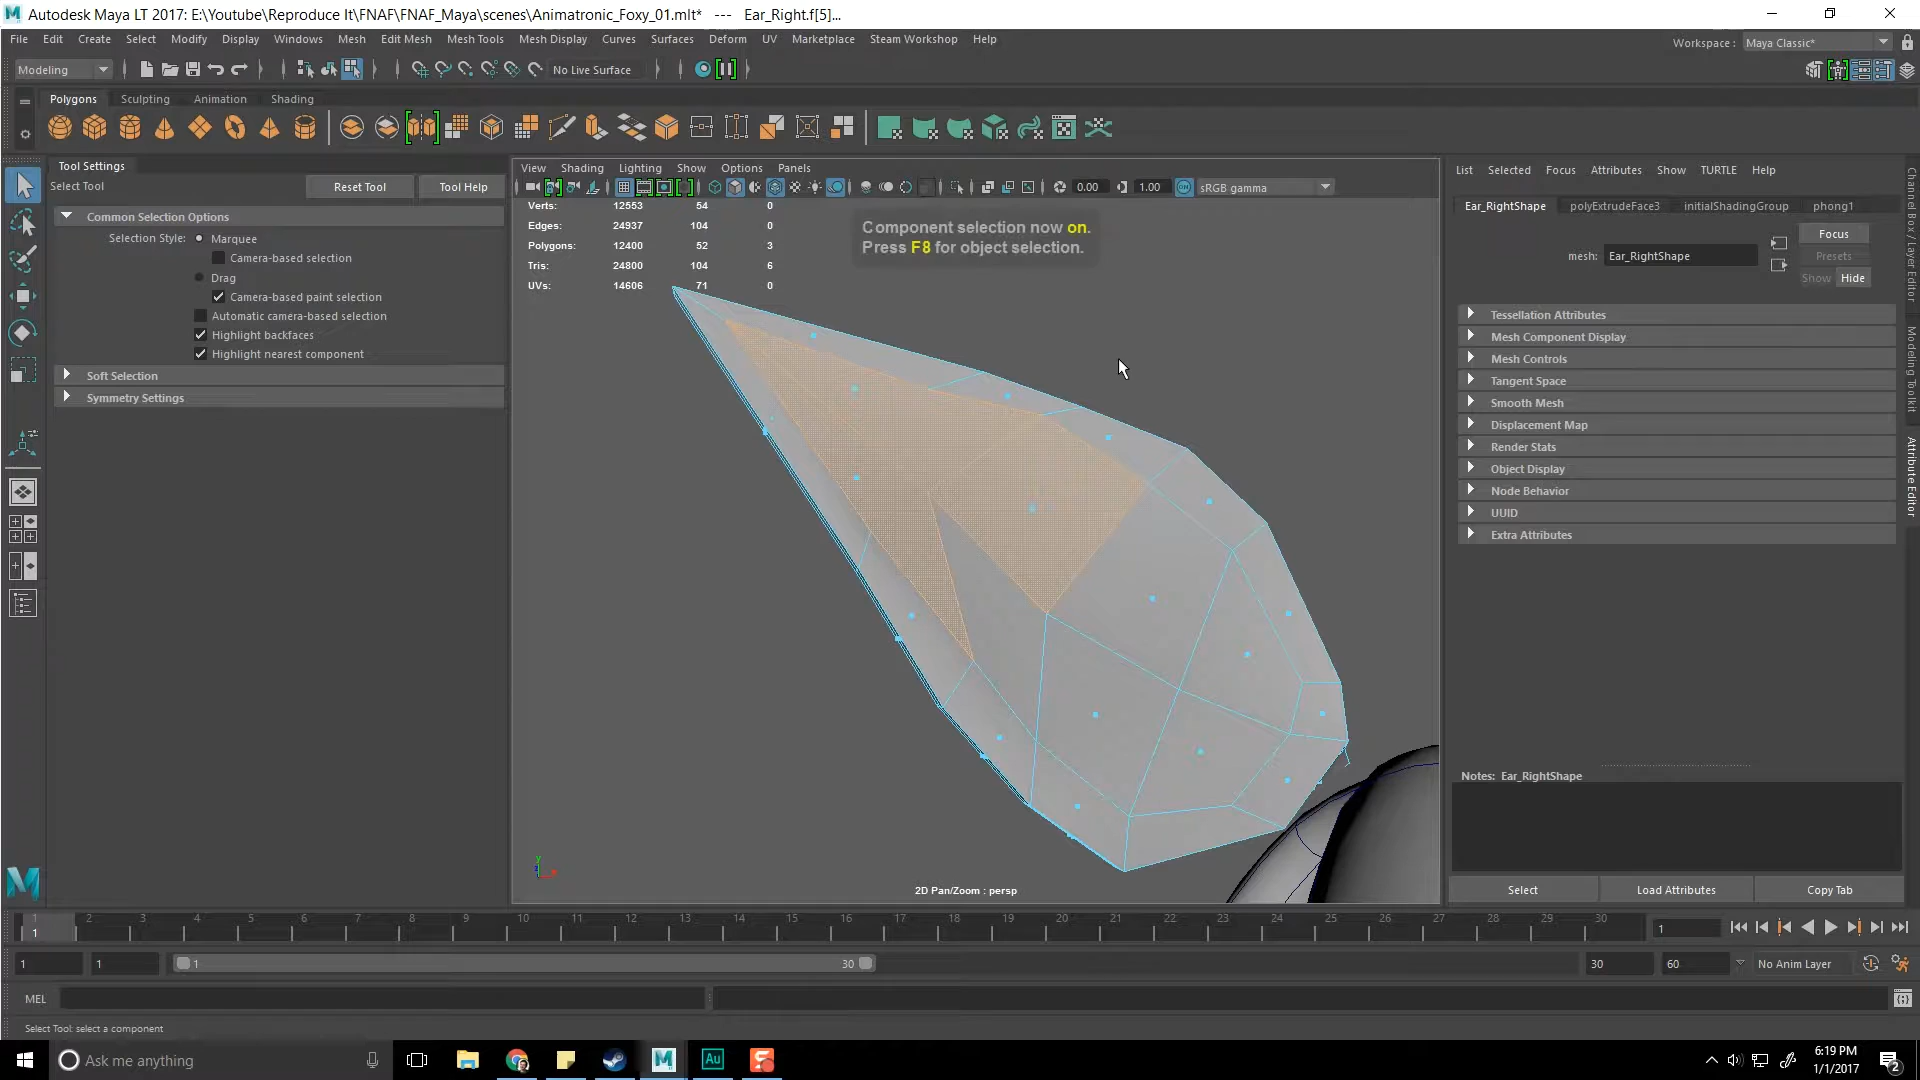 Autodesk Maya LT 2017: E:\Youtube\Reproduce It\FNAF\FNAF_Maya\scenes\Animatronic_Foxy_01.mlt*   ---   Ear_Right.f[5]...
File Edit Create Select Modify Display Windows Mesh Edit Mesh Mesh Tools Mesh Display Curves Surfaces Deform UV Marketplace Steam Workshop Help
Workspace : Maya Classic*
Modeling No Live Surface
Polygons Sculpting Animation Shading
Tool Settings
Select Tool Reset Tool Tool Help
Common Selection Options
Selection Style: Marquee
Camera-based selection
Drag
Camera-based paint selection
Automatic camera-based selection
Highlight backfaces
Highlight nearest component
Soft Selection
Symmetry Settings
View Shading Lighting Show Options Panels
0.00 1.00 sRGB gamma
Verts: 12553 54 0
Edges: 24937 104 0
Polygons: 12400 52 3
Tris: 24800 104 6
UVs: 14606 71 0
Component selection now on.
Press F8 for object selection.
y
2D Pan/Zoom : persp
List Selected Focus Attributes Show TURTLE Help
Ear_RightShape polyExtrudeFace3 initialShadingGroup phong1
mesh: Ear_RightShape
Focus
Presets
Show Hide
Tessellation Attributes
Mesh Component Display
Mesh Controls
Tangent Space
Smooth Mesh
Displacement Map
Render Stats
Object Display
Node Behavior
UUID
Extra Attributes
Notes: Ear_RightShape
Select Load Attributes Copy Tab
Channel Box / Layer Editor
Modeling Toolkit
Attribute Editor
1 2 3 4 5 6 7 8 9 10 11 12 13 14 15 16 17 18 19 20 21 22 23 24 25 26 27 28 29 30
1 1
1 1 1 30 30 60 No Anim Layer
MEL
Select Tool: select a component
Ask me anything
Au
6:19 PM
1/1/2017
2